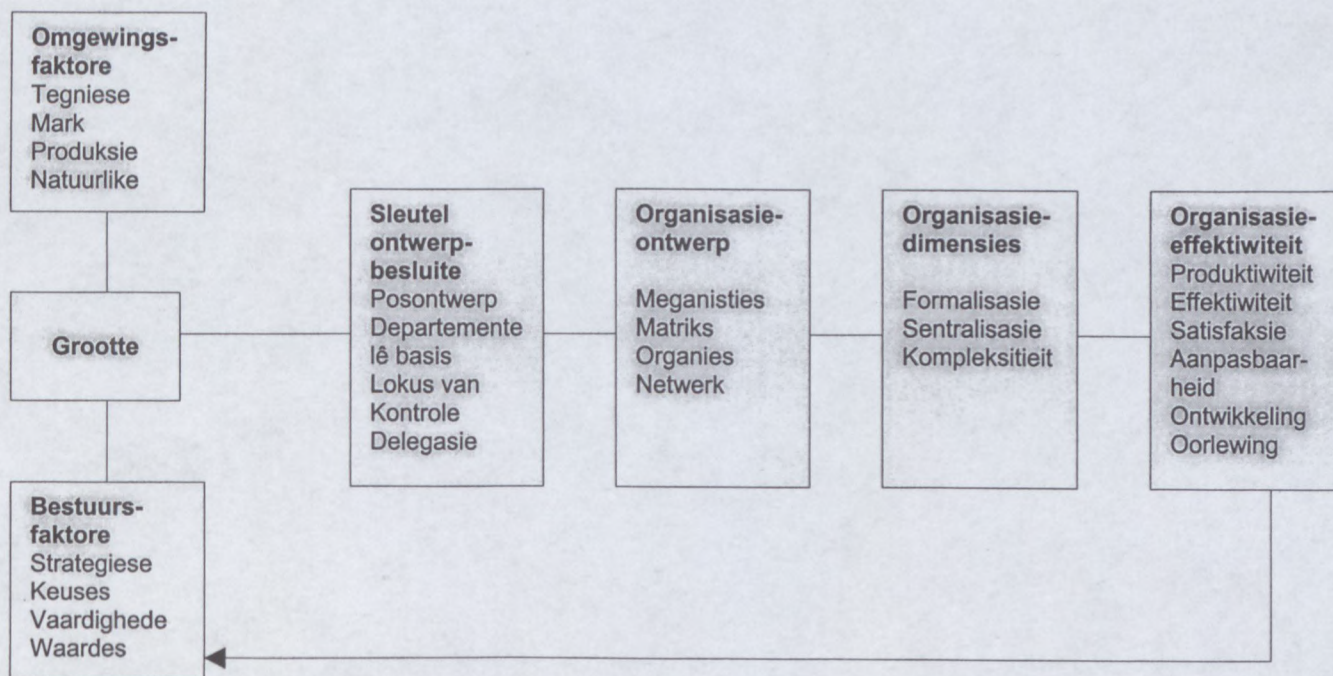 Omgewings-
faktore
Tegniese
Mark
Produksie
Natuurlike
Grootte
Bestuurs-
faktore
Strategiese
Keuses
Vaardighede
Waardes
Sleutel
ontwerp-
besluite
Posontwerp
Departemente
lê basis
Lokus van
Kontrole
Delegasie
Organisasie-
ontwerp
Meganisties
Matriks
Organies
Netwerk
Organisasie-
dimensies
Formalisasie
Sentralisasie
Kompleksitieit
Organisasie-
effektiwiteit
Produktiwiteit
Effektiwiteit
Satisfaksie
Aanpasbaar-
heid
Ontwikkeling
Oorlewing